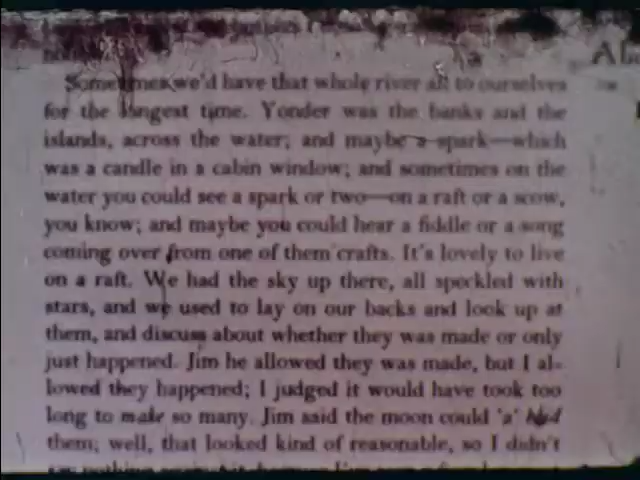 Sometimes we'd have that whole river all to ourselves
for the longest time. Yonder was the banks and the
islands, across the water; and maybe a spark—which
was a candle in a cabin window; and sometimes on the
water you could see a spark or two—on a raft or a scow,
you know; and maybe you could hear a fiddle or a song
coming over from one of them crafts. It's lovely to live
on a raft. We had the sky up there, all speckled with
stars, and we used to lay on our backs and look up at
them, and discuss about whether they was made or only
just happened. Jim he allowed they was made, but I al-
lowed they happened; I judged it would have took too
long to make so many. Jim said the moon could 'a' laid
them; well, that looked kind of reasonable, so I didn't